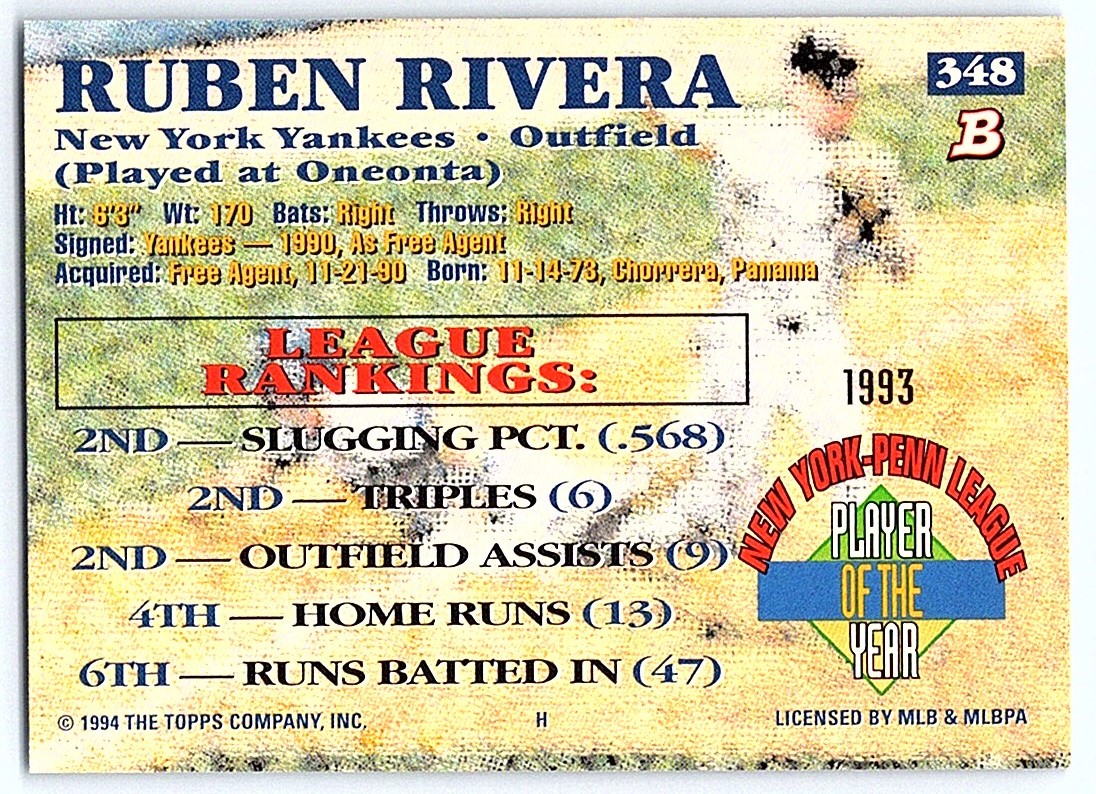 RUBEN RIVERA
348
B
New York Yankees • Outfield
(Played at Oneonta)
Ht: 6'3" Wt: 170 Bats: Right Throws: Right
Signed: Yankees — 1990, As Free Agent
Acquired: Free Agent, 11-21-90 Born: 11-14-73, Chorrera, Panama
LEAGUE
RANKINGS:
2ND — SLUGGING PCT. (.568)
2ND — TRIPLES (6)
2ND — OUTFIELD ASSISTS (9)
4TH — HOME RUNS (13)
6TH — RUNS BATTED IN (47)
1993
NEW YORK-PENN LEAGUE
PLAYER
OF THE
YEAR
© 1994 THE TOPPS COMPANY, INC.
H
LICENSED BY MLB & MLBPA